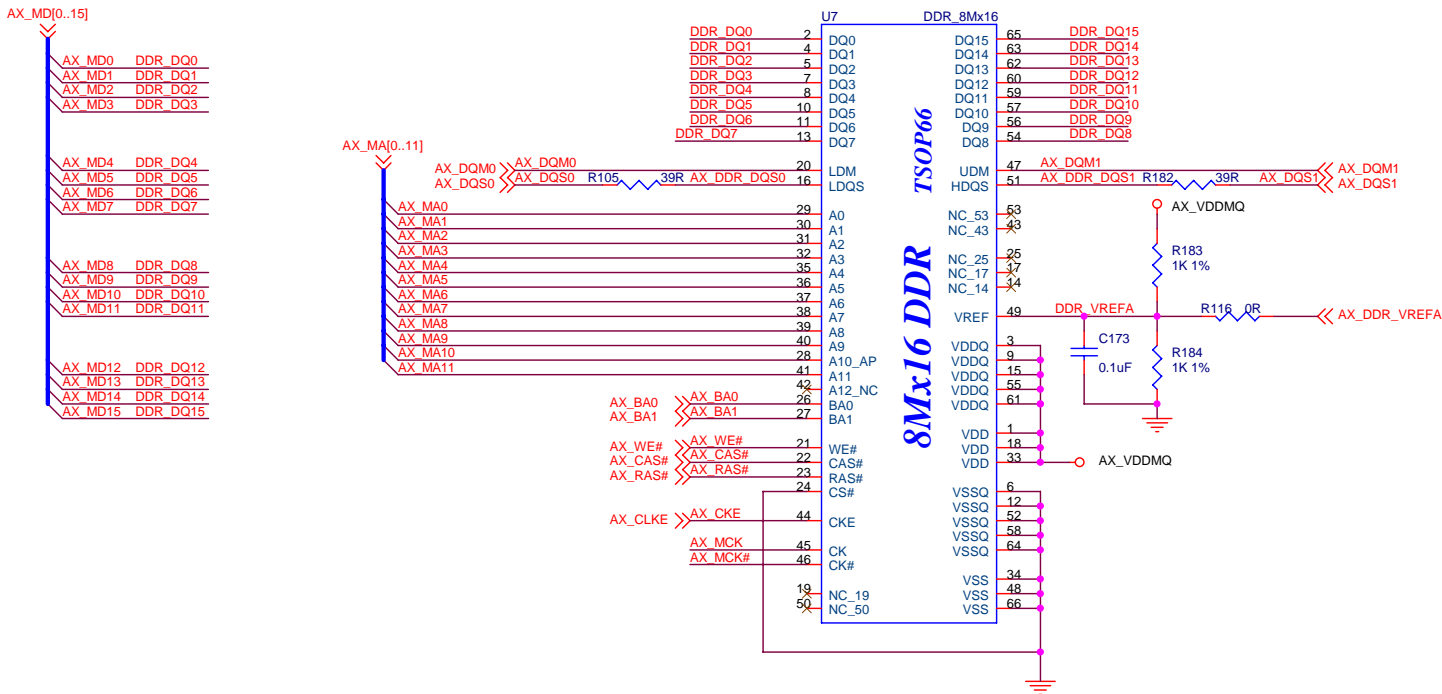 AX_MD[0..15]
AX_MD0 DDR_DQ0
AX_MD1 DDR_DQ1
AX_MD2 DDR_DQ2
AX_MD3 DDR_DQ3
AX_MD4 DDR_DQ4
AX_MD5 DDR_DQ5
AX_MD6 DDR_DQ6
AX_MD7 DDR_DQ7
AX_MD8 DDR_DQ8
AX_MD9 DDR_DQ9
AX_MD10 DDR_DQ10
AX_MD11 DDR_DQ11
AX_MD12 DDR_DQ12
AX_MD13 DDR_DQ13
AX_MD14 DDR_DQ14
AX_MD15 DDR_DQ15
AX_MA[0..11]
U7 DDR_8Mx16
DDR_DQ0 2 DQ0 DQ15 65 DDR_DQ15
DDR_DQ1 4 DQ1 DQ14 63 DDR_DQ14
DDR_DQ2 5 DQ2 DQ13 62 DDR_DQ13
DDR_DQ3 7 DQ3 DQ12 60 DDR_DQ12
DDR_DQ4 8 DQ4 DQ11 59 DDR_DQ11
DDR_DQ5 10 DQ5 DQ10 57 DDR_DQ10
DDR_DQ6 11 DQ6 DQ9 56 DDR_DQ9
DDR_DQ7 13 DQ7 DQ8 54 DDR_DQ8
AX_DQM0 AX_DQM0 20 LDM UDM 47 AX_DQM1 AX_DQM1
AX_DQS0 AX_DQS0 R105 39R AX_DDR_DQS0 16 LDQS HDQS 51 AX_DDR_DQS1 R182 39R AX_DQS1 AX_DQS1
TSOP66
8Mx16 DDR
AX_MA0 29 A0 NC_53 53
AX_MA1 30 A1 NC_43 43
AX_MA2 31 A2
AX_MA3 32 A3 NC_25 25
AX_MA4 35 A4 NC_17 17
AX_MA5 36 A5 NC_14 14
AX_MA6 37 A6
AX_MA7 38 A7 VREF 49 DDR_VREFA R116 0R AX_DDR_VREFA
AX_MA8 39 A8
AX_MA9 40 A9 VDDQ 3
AX_MA10 28 A10_AP VDDQ 9
AX_MA11 41 A11 VDDQ 15
42 A12_NC VDDQ 55
AX_BA0 AX_BA0 26 BA0 VDDQ 61
AX_BA1 AX_BA1 27 BA1
VDD 1
AX_WE# AX_WE# 21 WE# VDD 18
AX_CAS# AX_CAS# 22 CAS# VDD 33 AX_VDDMQ
AX_RAS# AX_RAS# 23 RAS#
24 CS# VSSQ 6
VSSQ 12
AX_CLKE AX_CKE 44 CKE VSSQ 52
VSSQ 58
AX_MCK 45 CK VSSQ 64
AX_MCK# 46 CK#
VSS 34
19 NC_19 VSS 48
50 NC_50 VSS 66
AX_VDDMQ
R183
1K 1%
C173
0.1uF
R184
1K 1%